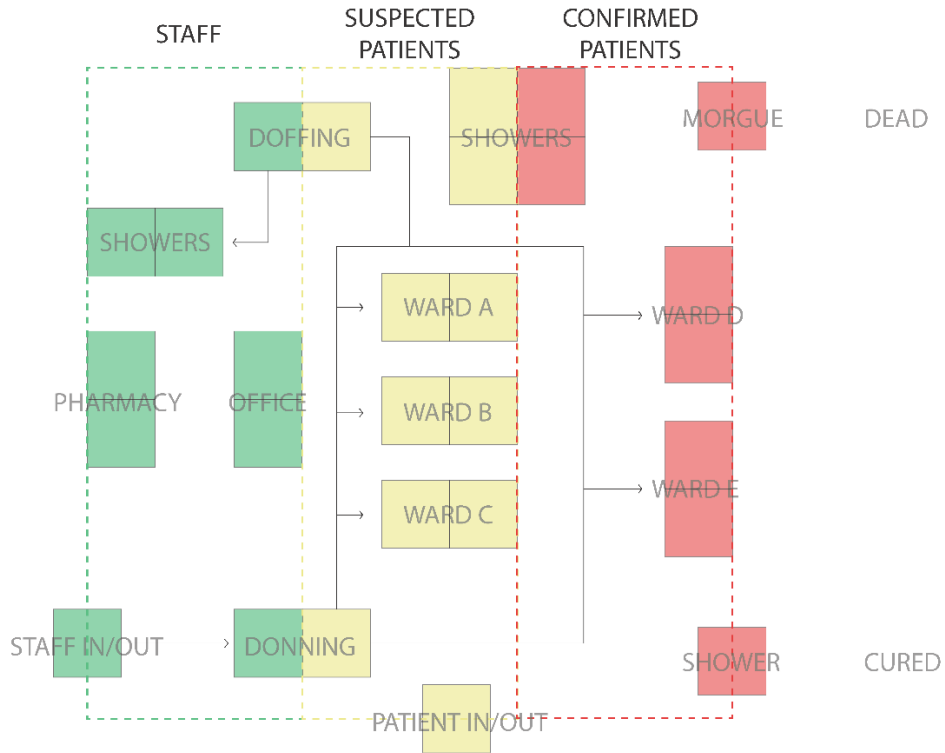 STAFF
SUSPECTED
PATIENTS
CONFIRMED
PATIENTS
DOFFING
SHOWERS
MORGUE
DEAD
SHOWERS
WARD A
WARD D
PHARMACY
OFFICE
WARD B
WARD C
WARD E
STAFF IN/OUT
DONNING
SHOWER
CURED
PATIENT IN/OUT